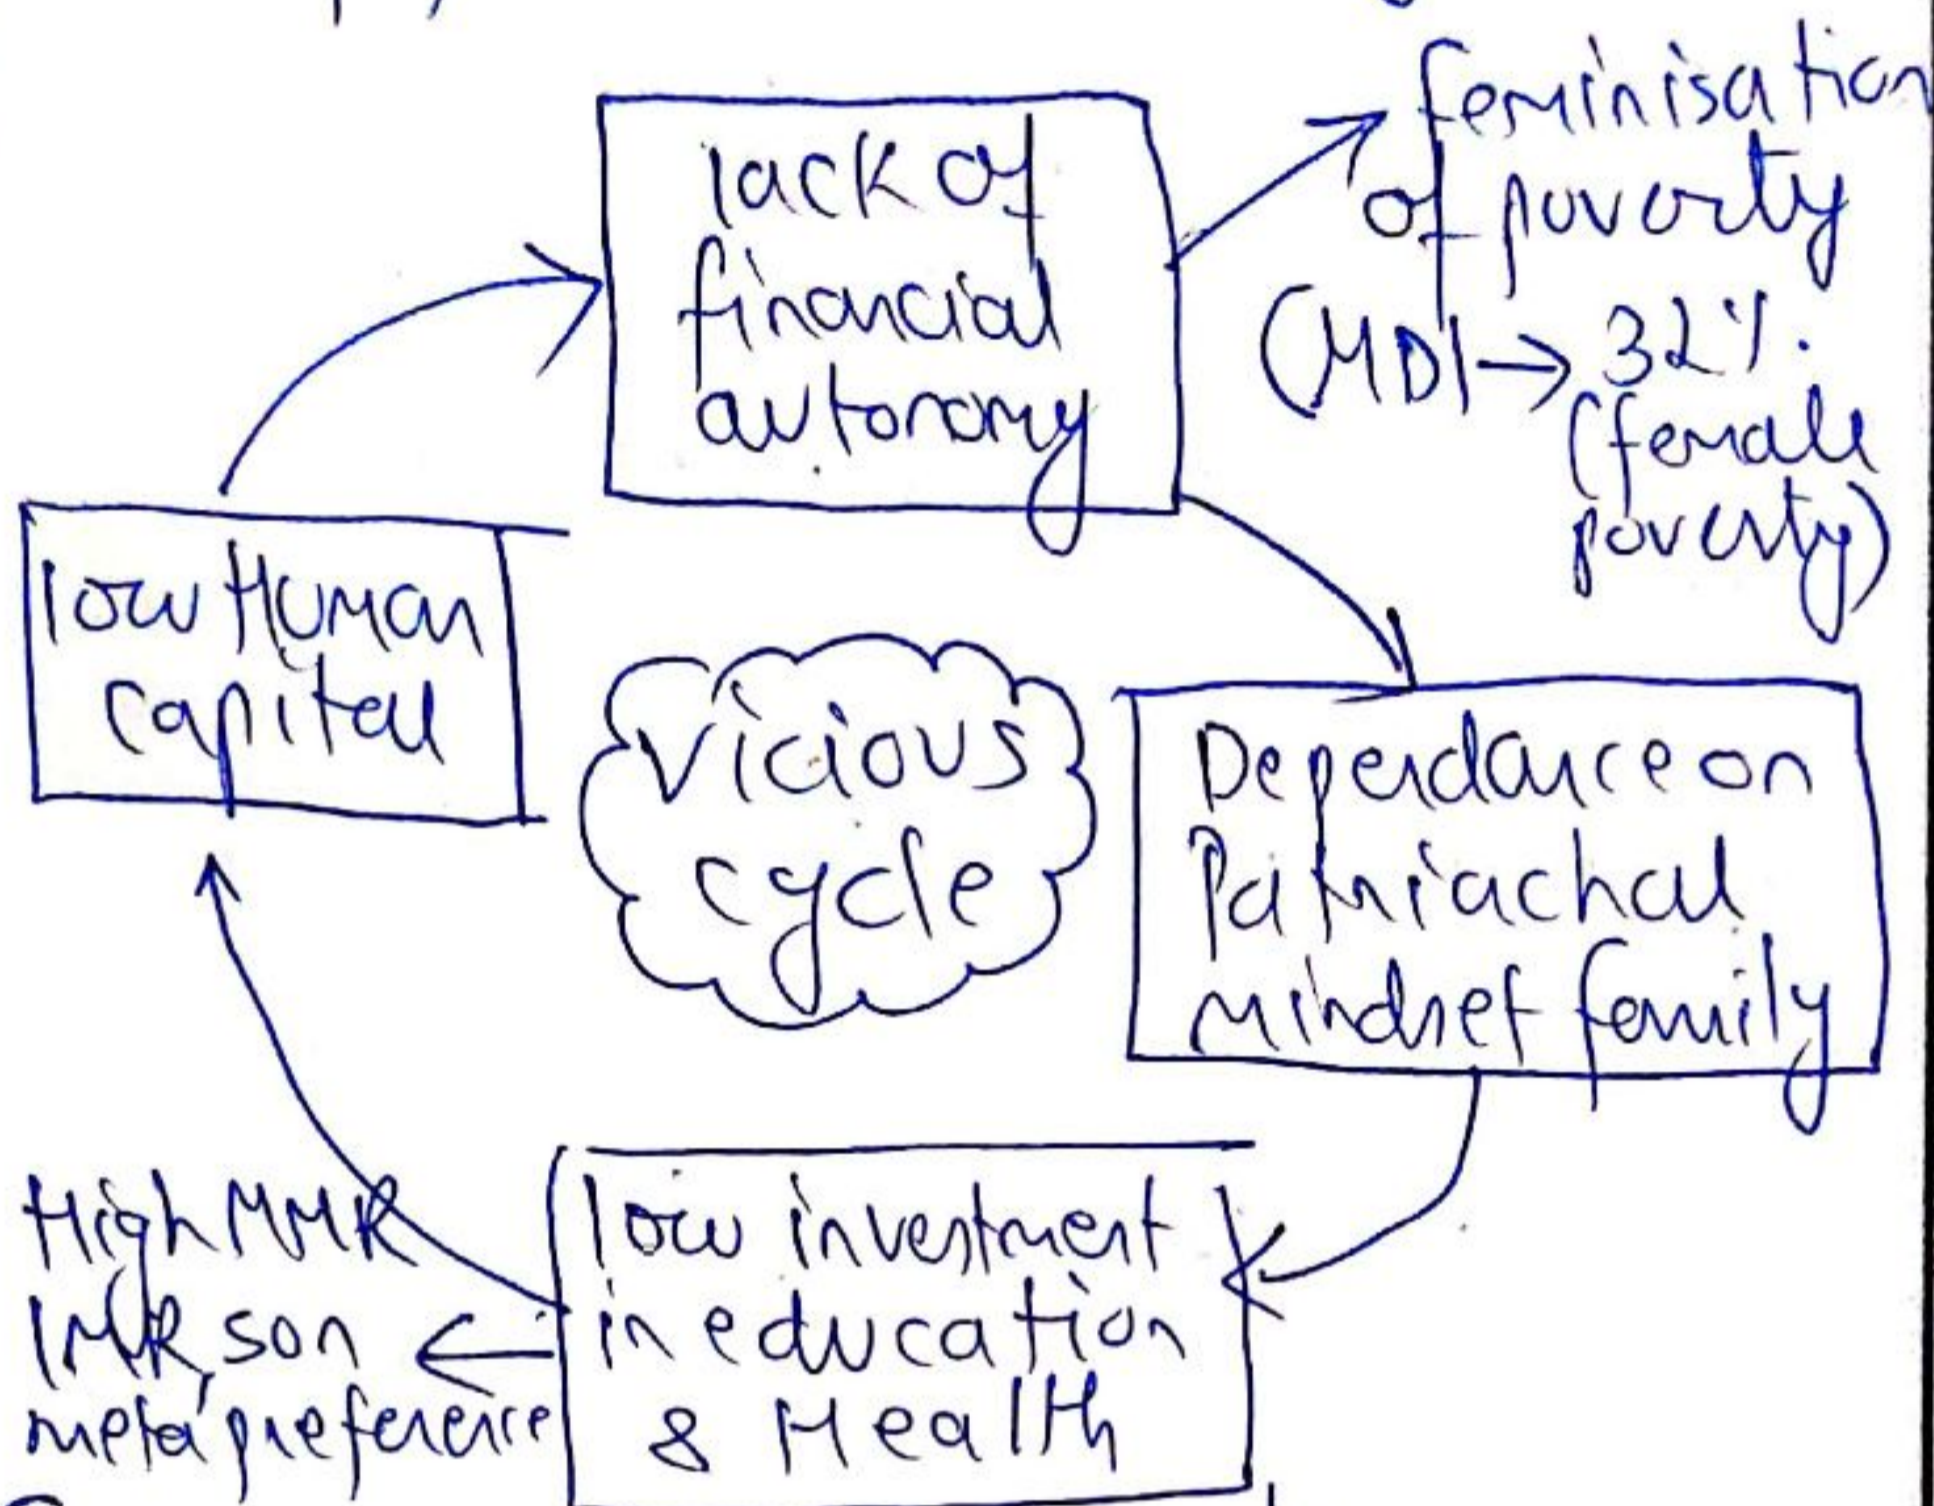 lack of
financial
autonomy
feminisation
of poverty
(MDI → 32%.
(female
poverty)
low Human
capital
Vicious
cycle
Dependance on
Patriachal
mindset family
low investment
in education
& Health
High MMR
IMR, son
meta preference